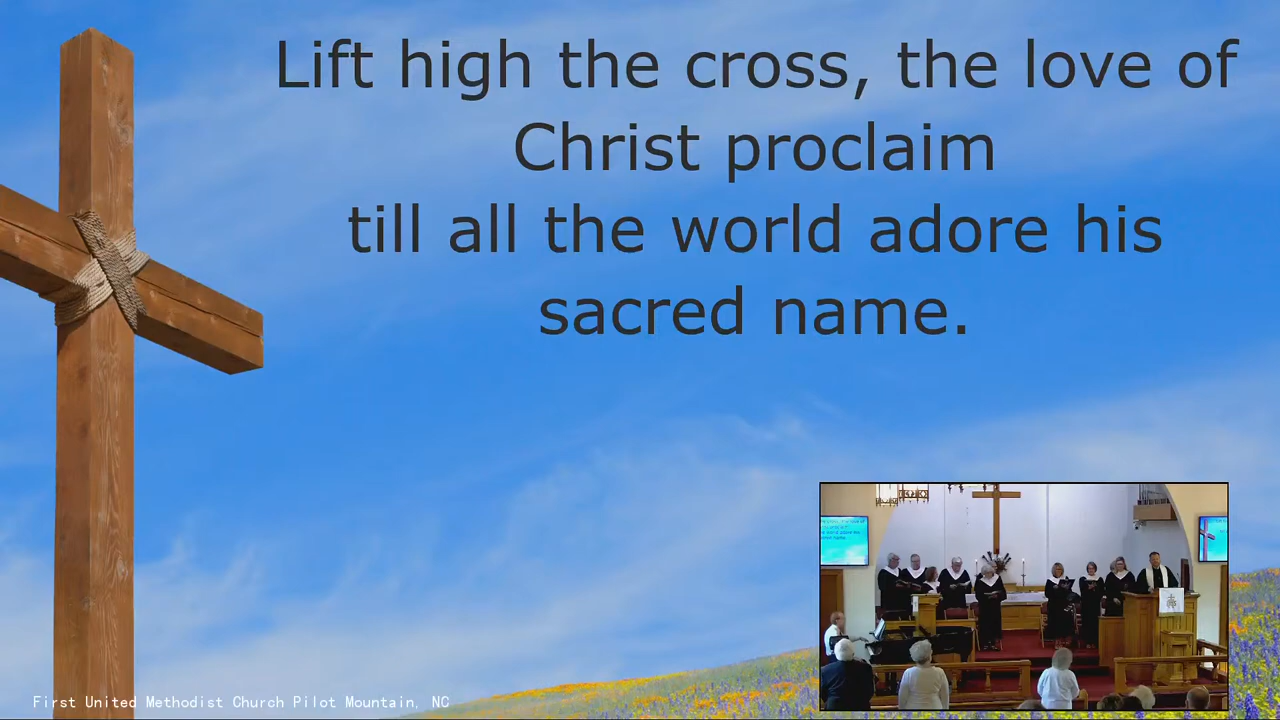 Lift high the cross, the love of
Christ proclaim
till all the world adore his
sacred name.
First United Methodist Church Pilot Mountain, NC